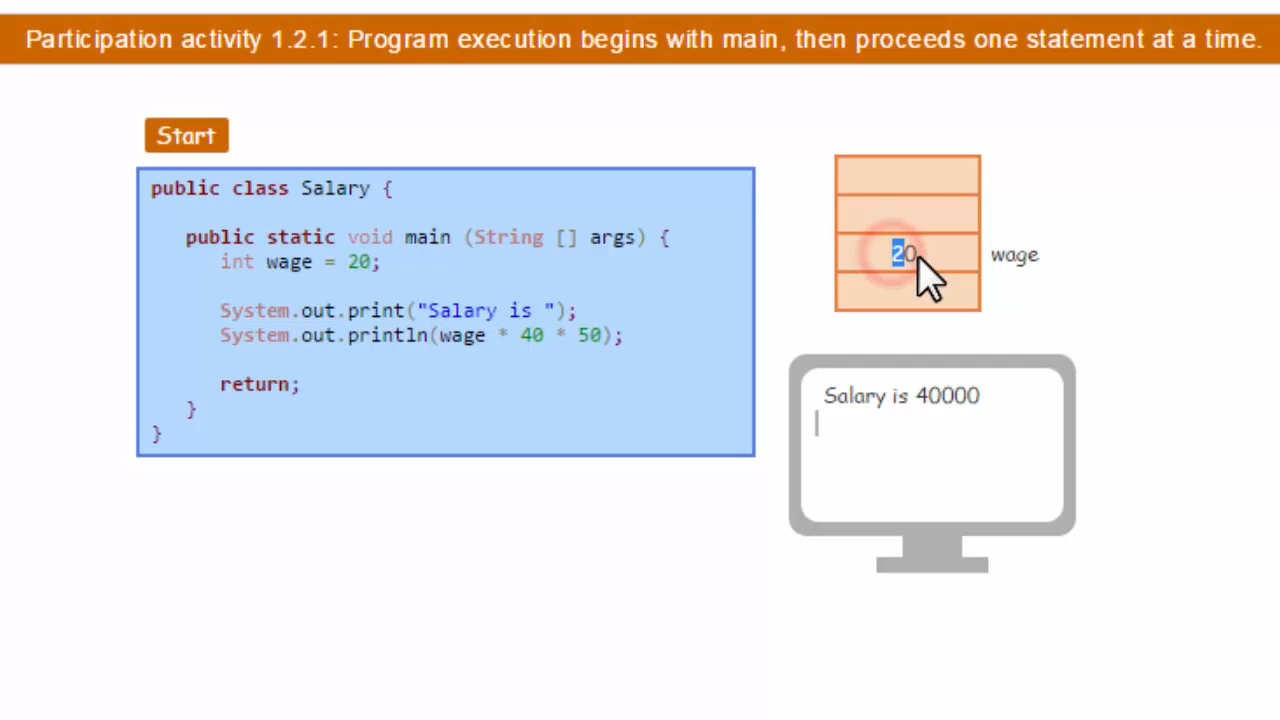 Participation activity 1.2.1: Program execution begins with main, then proceeds one statement at a time.
Start
public class Salary {
public static void main (String [] args) {
int wage = 20;
System.out.print("Salary is ");
System.out.println(wage * 40 * 50);
return;
}
}
20 wage
Salary is 40000